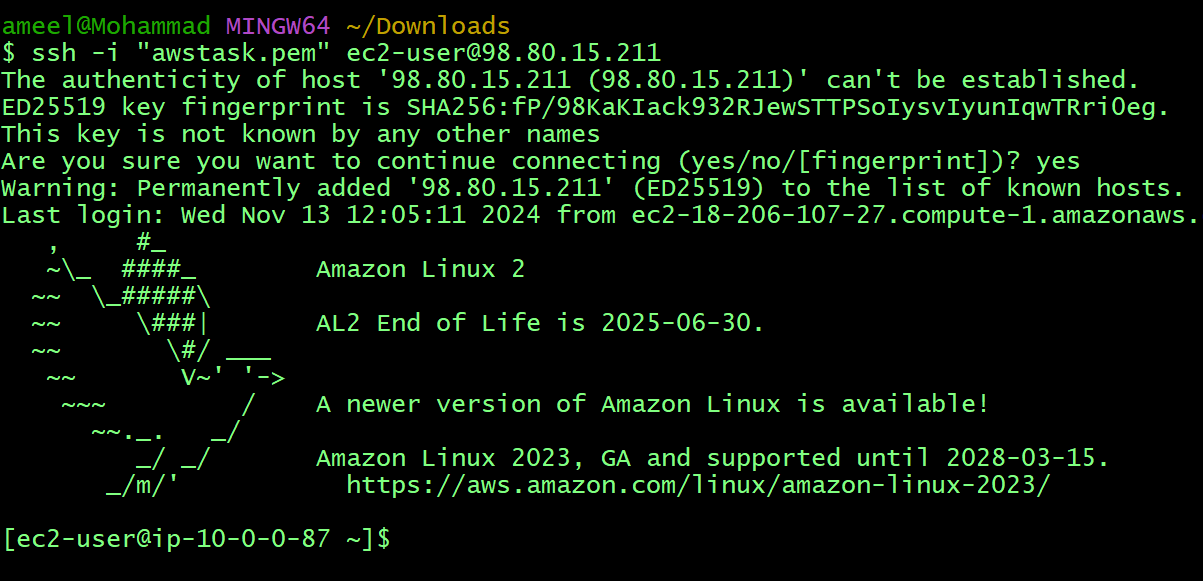 ameel@Mohammad MINGW64 ~/Downloads
$ ssh -i "awstask.pem" ec2-user@98.80.15.211
The authenticity of host '98.80.15.211 (98.80.15.211)' can't be established.
ED25519 key fingerprint is SHA256:fP/98KaKIack932RJewSTTPSoIysvIyunIqwTRri0eg.
This key is not known by any other names
Are you sure you want to continue connecting (yes/no/[fingerprint])? yes
Warning: Permanently added '98.80.15.211' (ED25519) to the list of known hosts.
Last login: Wed Nov 13 12:05:11 2024 from ec2-18-206-107-27.compute-1.amazonaws.
   ,     #_
   ~\_  ####_        Amazon Linux 2
  ~~  \_#####\
  ~~     \###|       AL2 End of Life is 2025-06-30.
  ~~       \#/ ___
   ~~       V~' '->
    ~~~         /    A newer version of Amazon Linux is available!
      ~~._.   _/
         _/ _/       Amazon Linux 2023, GA and supported until 2028-03-15.
       _/m/'           https://aws.amazon.com/linux/amazon-linux-2023/
[ec2-user@ip-10-0-0-87 ~]$